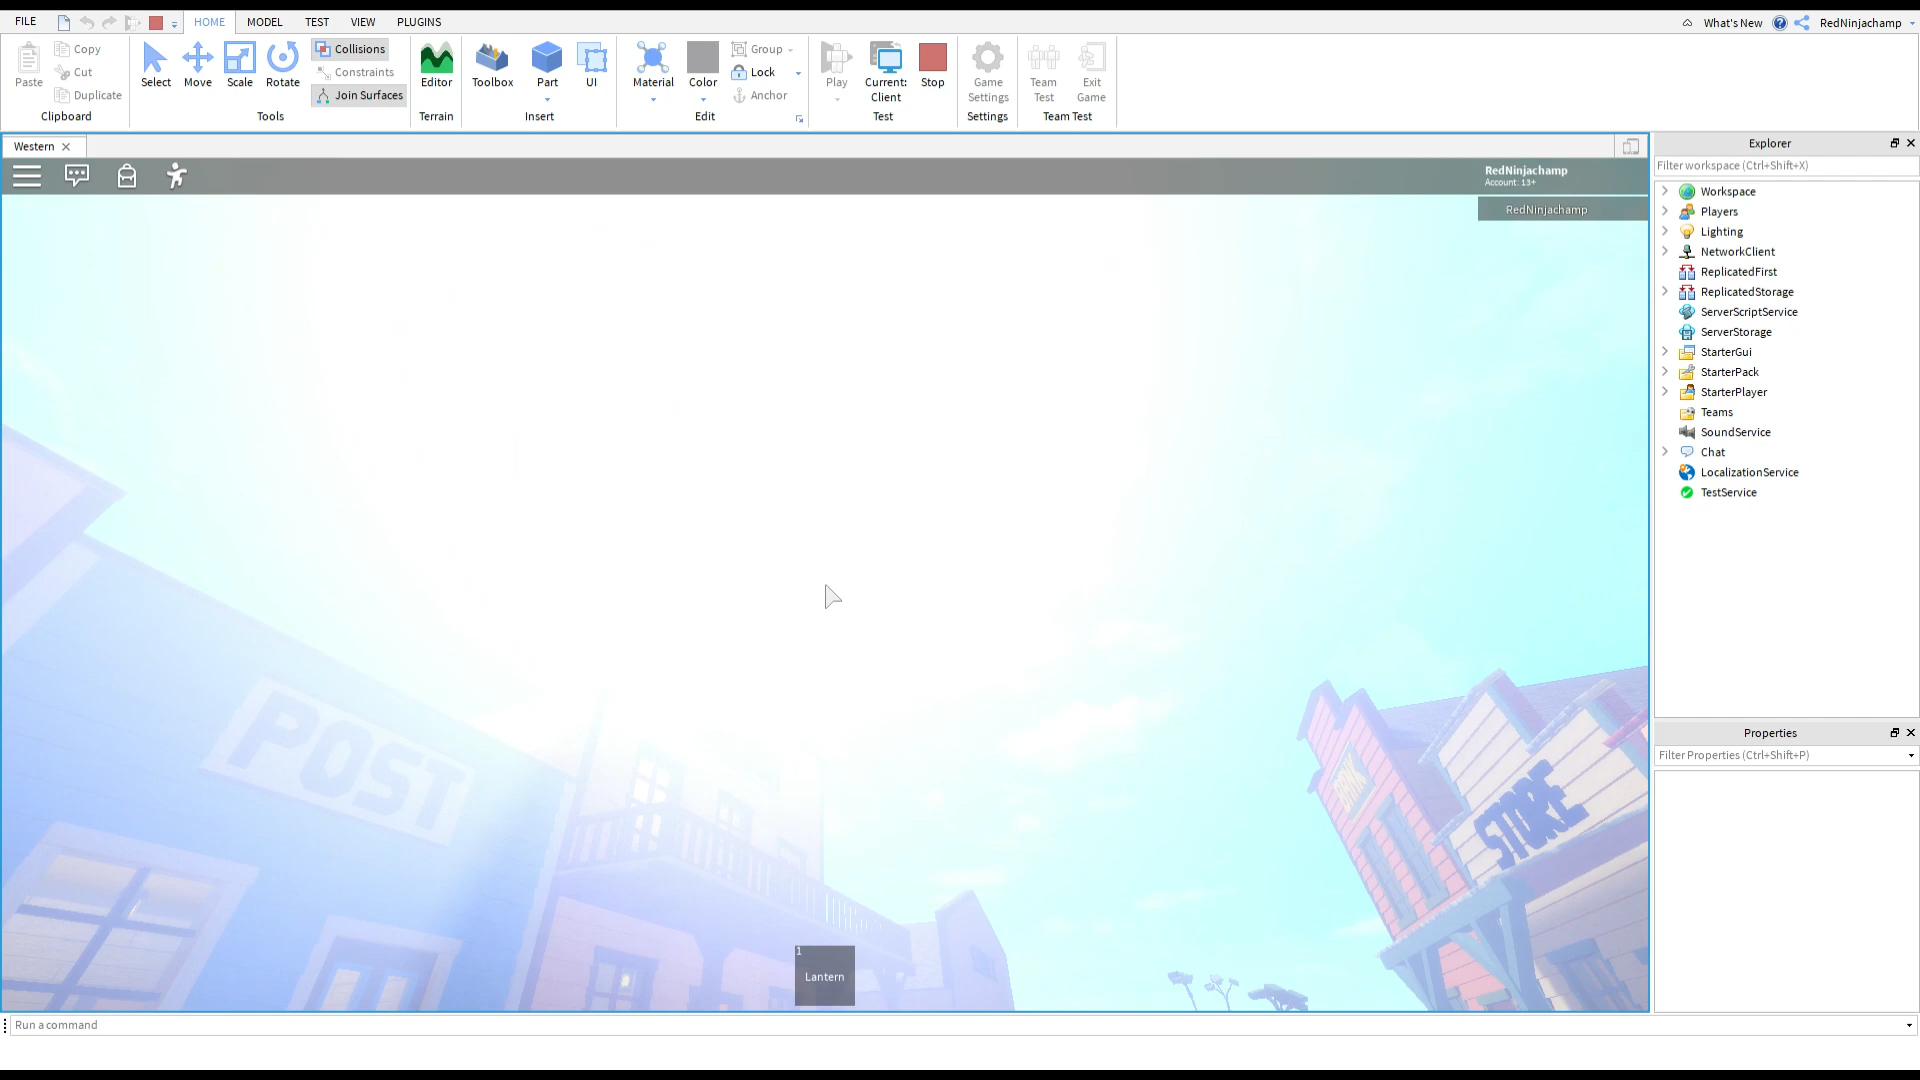 FILE
HOME
MODEL
TEST
VIEW
PLUGINS
What's New
RedNinjachamp
Paste
Copy
Cut
Duplicate
Clipboard
Select
Move
Scale
Rotate
Collisions
Constraints
Join Surfaces
Tools
Editor
Terrain
Toolbox
Part
UI
Insert
Material
Color
Group
Lock
Anchor
Edit
Play
Current:
Client
Stop
Test
Game
Settings
Settings
Team
Test
Exit
Game
Team Test
Western
RedNinjachamp
Account: 13+
RedNinjachamp
POST
BANK
STORE
1
Lantern
Run a command
Explorer
Filter workspace (Ctrl+Shift+X)
Workspace
Players
Lighting
NetworkClient
ReplicatedFirst
ReplicatedStorage
ServerScriptService
ServerStorage
StarterGui
StarterPack
StarterPlayer
Teams
SoundService
Chat
LocalizationService
TestService
Properties
Filter Properties (Ctrl+Shift+P)